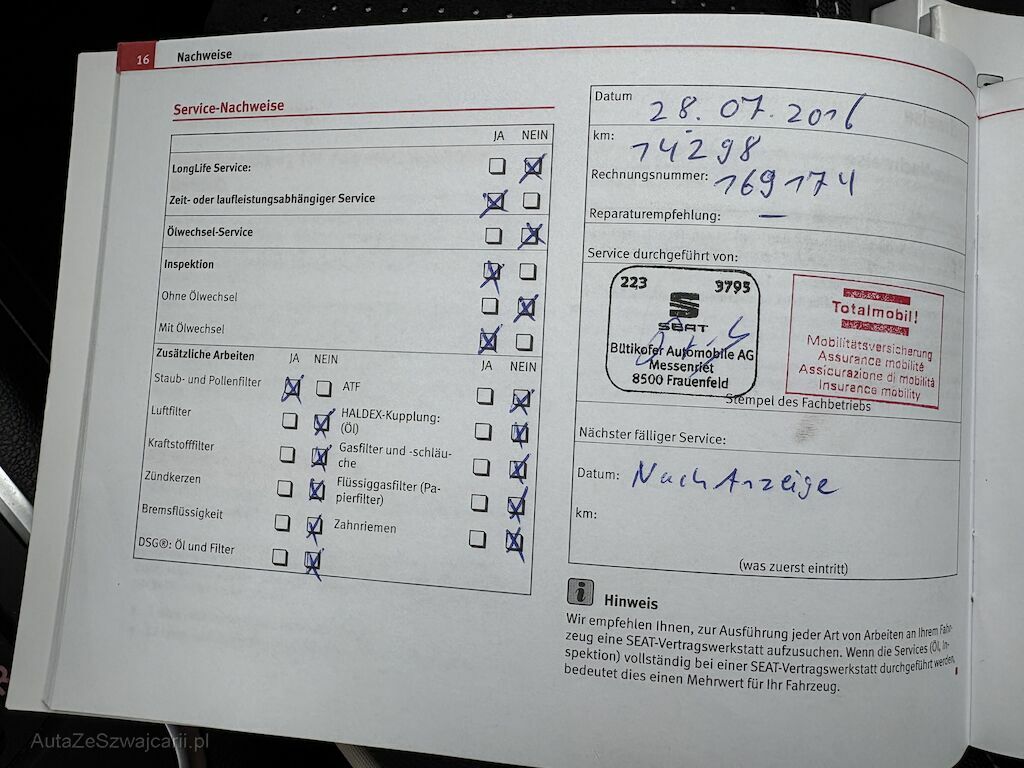 16 Nachweise
Service-Nachweise
JA NEIN
LongLife Service:
Zeit- oder laufleistungsabhängiger Service
Ölwechsel-Service
Inspektion
Ohne Ölwechsel
Mit Ölwechsel
Zusätzliche Arbeiten JA NEIN JA NEIN
Staub- und Pollenfilter ATF
Luftfilter HALDEX-Kupplung:
(Öl)
Kraftstofffilter Gasfilter und -schläu-
che
Zündkerzen Flüssiggasfilter (Pa-
pierfilter)
Bremsflüssigkeit Zahnriemen
DSG®: Öl und Filter
Datum 28.07.2016
km: 14298
Rechnungsnummer: 169174
Reparaturempfehlung: –
Service durchgeführt von:
223 3795
SEAT
Bütikofer Automobile AG
Messenriet
8500 Frauenfeld
Totalmobil!
Mobilitätsversicherung
Assurance mobilité
Assicurazione di mobilità
Insurance mobility
Stempel des Fachbetriebs
Nächster fälliger Service:
Datum: Nach Anzeige
km:
(was zuerst eintritt)
i Hinweis
Wir empfehlen Ihnen, zur Ausführung jeder Art von Arbeiten an Ihrem Fahr-
zeug eine SEAT-Vertragswerkstatt aufzusuchen. Wenn die Services (Öl, In-
spektion) vollständig bei einer SEAT-Vertragswerkstatt durchgeführt werden,
bedeutet dies einen Mehrwert für Ihr Fahrzeug.
AutaZeSzwajcarii.pl